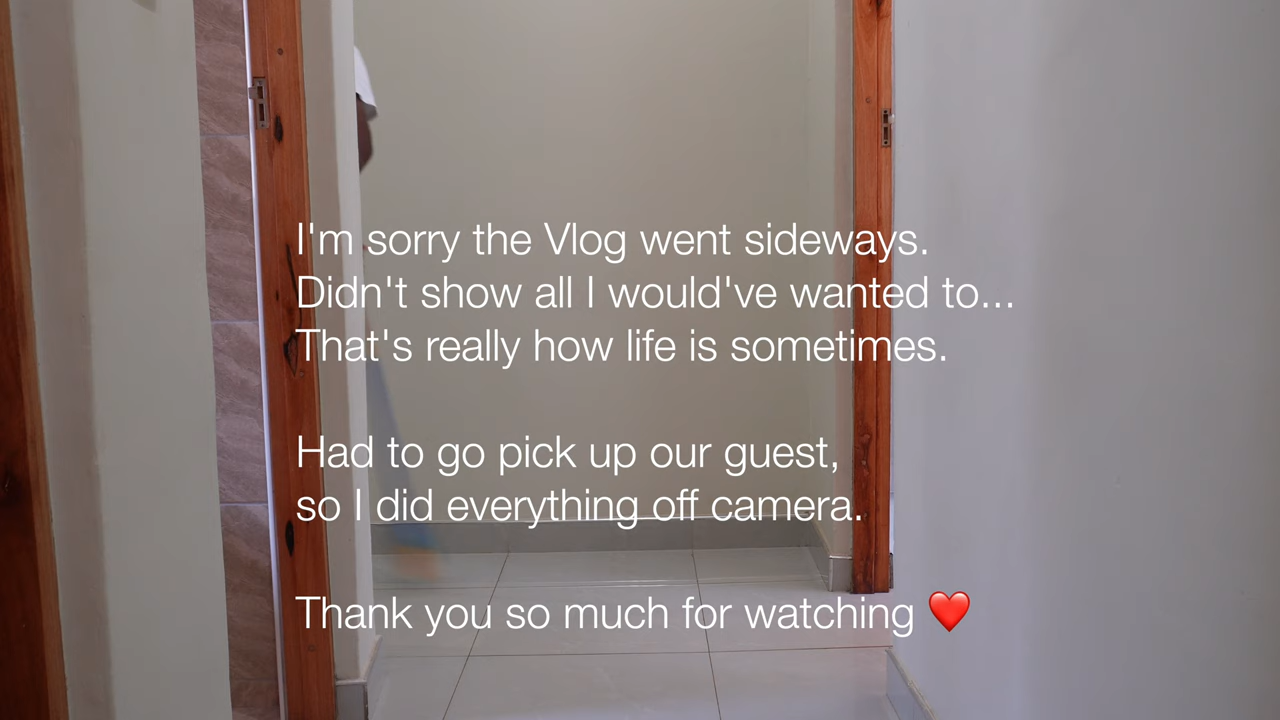 I'm sorry the Vlog went sideways.
Didn't show all I would've wanted to...
That's really how life is sometimes.
Had to go pick up our guest,
so I did everything off camera.
Thank you so much for watching ❤️